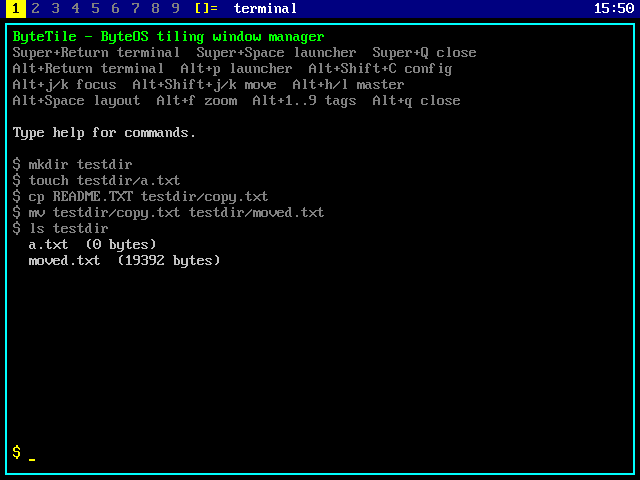 1 2 3 4 5 6 7 8 9 []= terminal 15:50
ByteTile - ByteOS tiling window manager
Super+Return terminal  Super+Space launcher  Super+Q close
Alt+Return terminal  Alt+p launcher  Alt+Shift+C config
Alt+j/k focus  Alt+Shift+j/k move  Alt+h/l master
Alt+Space layout  Alt+f zoom  Alt+1..9 tags  Alt+q close
Type help for commands.
$ mkdir testdir
$ touch testdir/a.txt
$ cp README.TXT testdir/copy.txt
$ mv testdir/copy.txt testdir/moved.txt
$ ls testdir
a.txt  (0 bytes)
moved.txt  (19392 bytes)
$ _